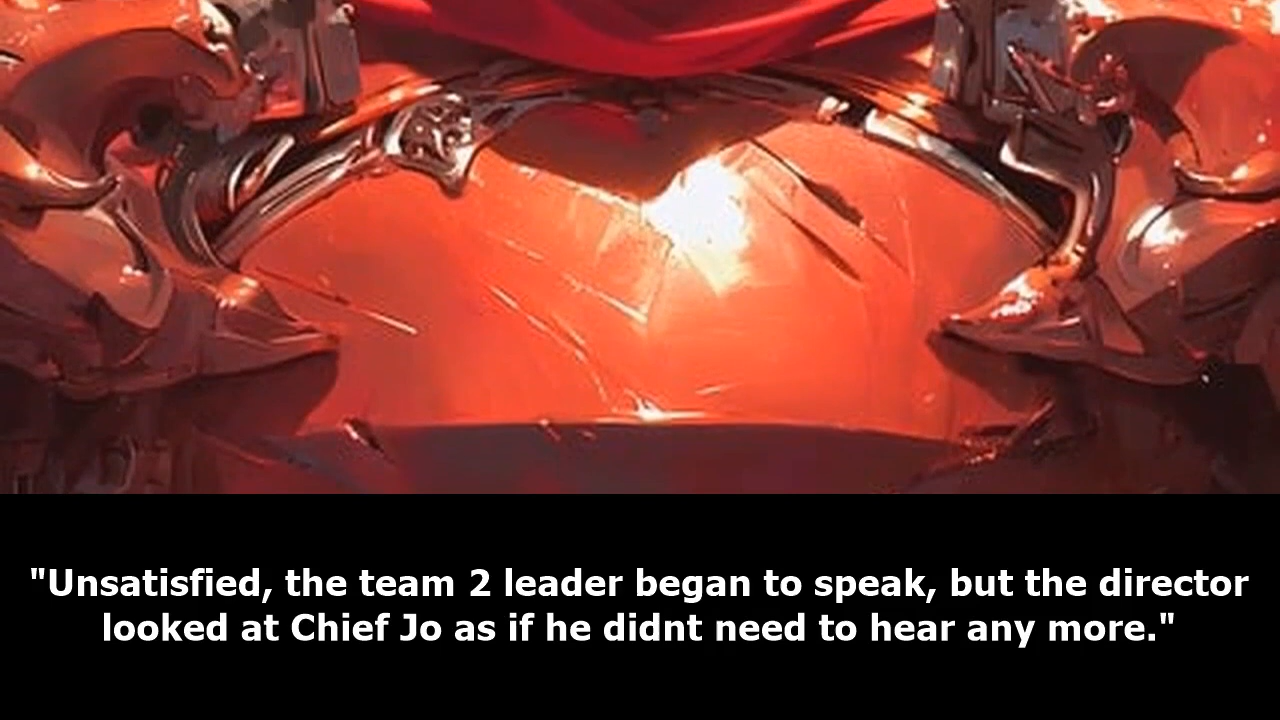 "Unsatisfied, the team 2 leader began to speak, but the director
looked at Chief Jo as if he didnt need to hear any more."